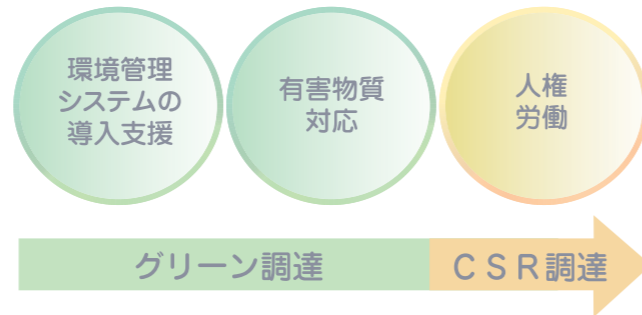 環境管理
システムの
導入支援
有害物質
対応
人権
労働
グリーン調達
ＣＳＲ調達